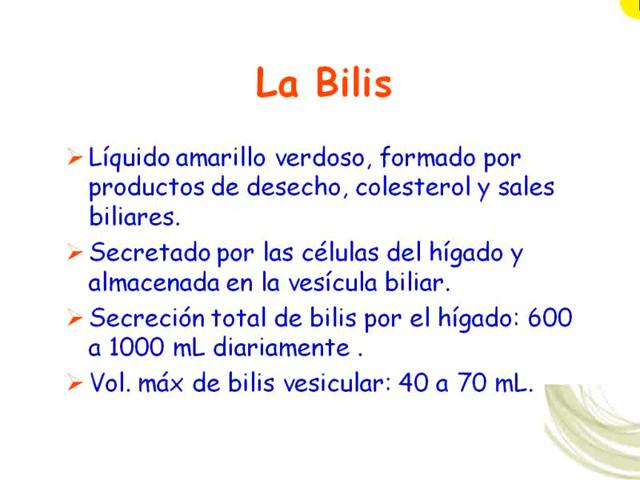 La Bilis
Líquido amarillo verdoso, formado por
productos de desecho, colesterol y sales
biliares.
Secretado por las células del hígado y
almacenada en la vesícula biliar.
Secreción total de bilis por el hígado: 600
a 1000 mL diariamente .
Vol. máx de bilis vesicular: 40 a 70 mL.